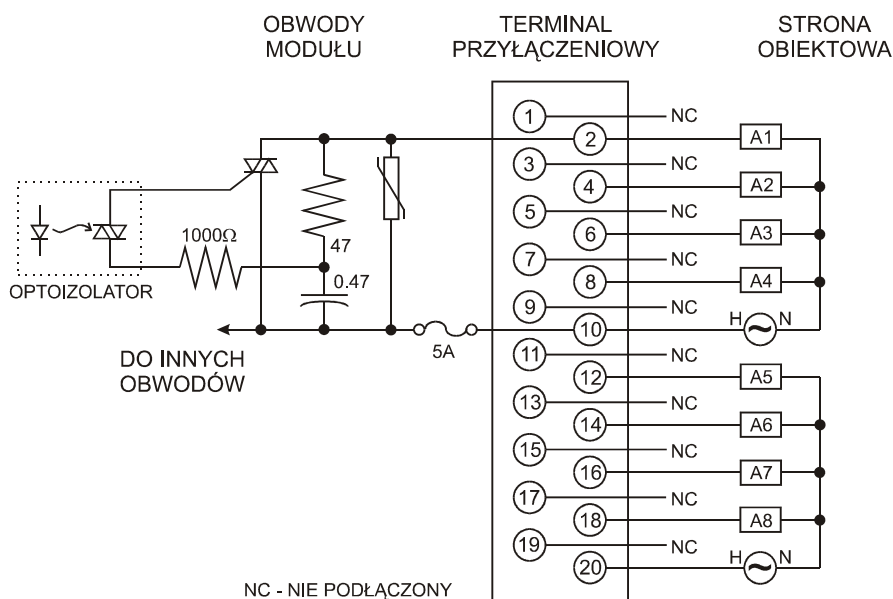 OBWODY
MODUŁU
TERMINAL
PRZYŁĄCZENIOWY
STRONA
OBIEKTOWA
1
NC
2
A1
3
NC
4
A2
5
NC
6
A3
7
NC
8
A4
9
NC
10
H
N
11
NC
12
A5
13
NC
14
A6
15
NC
16
A7
17
NC
18
A8
19
NC
20
H
N
1000Ω
47
0.47
OPTOIZOLATOR
5A
DO INNYCH
OBWODÓW
NC - NIE PODŁĄCZONY